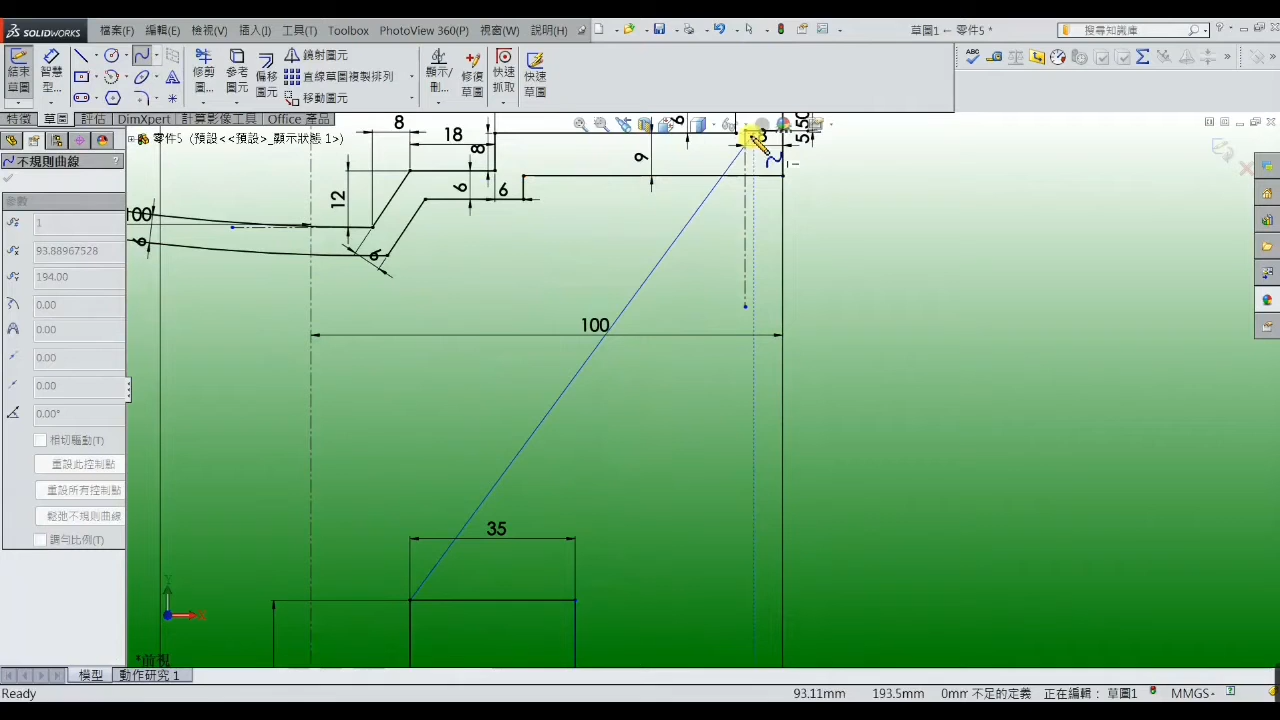 SOLIDWORKS 檔案(F) 編輯(E) 檢視(V) 插入(I) 工具(T) Toolbox PhotoView 360(P) 視窗(W) 說明(H) 草圖1 ← 零件5 * 搜尋知識庫
結束草圖 智慧型... 修剪圖... 參考圖元 偏移圖元 鏡射圖元 直線草圖複製排列 移動圖元 顯示/刪... 修復草圖 快速抓取 快速草圖
特徵 草圖 評估 DimXpert 計算影像工具 Office 產品
零件5 (預設<<預設>_顯示狀態 1>)
不規則曲線 ?
參數
1
93.88967528
194.00
0.00
0.00
0.00
0.00
0.00°
相切驅動(T)
重設此控制點
重設所有控制點
鬆弛不規則曲線
調勻比例(T)
8
18
8
6
9
5.50
12
6
6
100
6
6
100
35
Y
X
*前視
模型 動作研究 1
Ready 93.11mm 193.5mm 0mm 不足的定義 正在編輯： 草圖1 MMGS